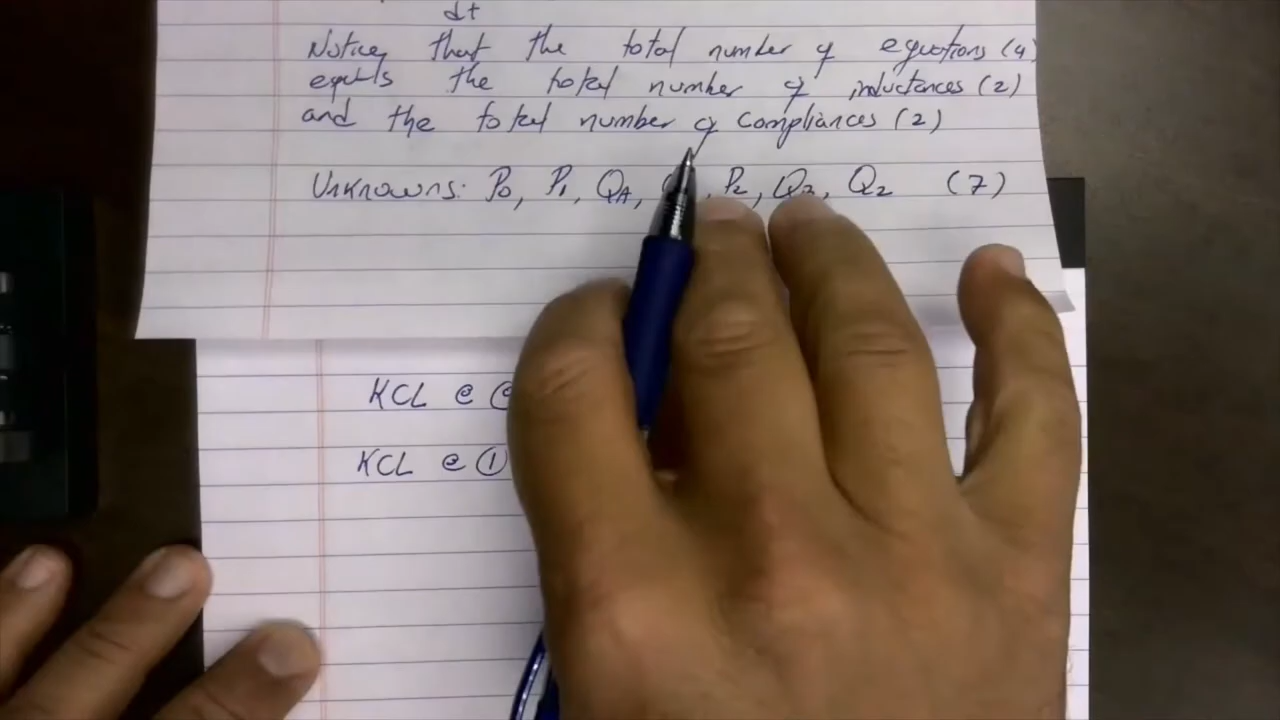 dt
Notice that the total number of equations (4)
equals the total number of inductances (2)
and the total number of compliances (2)
Unknowns: P0, P1, QA, P2, Q3, Q2 (7)
KCL @
KCL @ ①